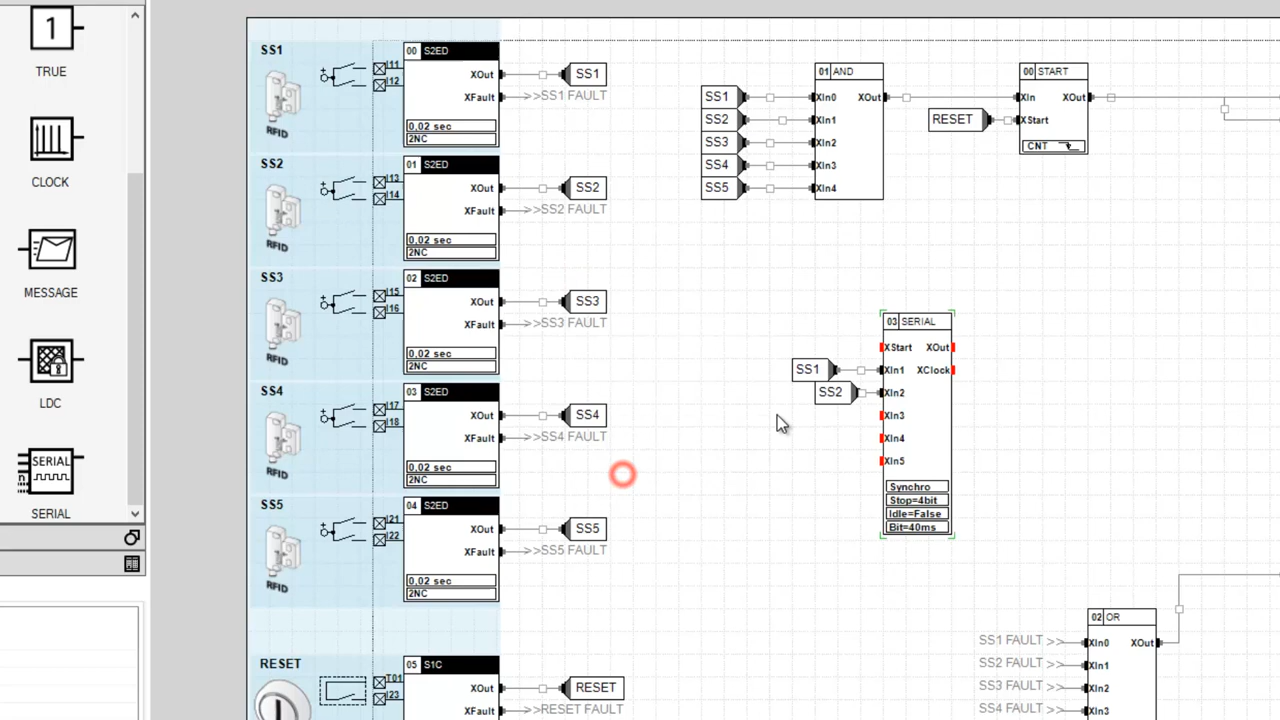 1
TRUE
CLOCK
MESSAGE
LDC
SERIAL
SERIAL
SS1
RFID
I11
I12
00 S2ED
XOut
XFault
0,02 sec
2NC
SS1
>>SS1 FAULT
SS2
RFID
I13
I14
01 S2ED
XOut
XFault
0,02 sec
2NC
SS2
>>SS2 FAULT
SS3
RFID
I15
I16
02 S2ED
XOut
XFault
0,02 sec
2NC
SS3
>>SS3 FAULT
SS4
RFID
I17
I18
03 S2ED
XOut
XFault
0,02 sec
2NC
SS4
>>SS4 FAULT
SS5
RFID
I21
I22
04 S2ED
XOut
XFault
0,02 sec
2NC
SS5
>>SS5 FAULT
RESET
T01
I23
05 S1C
XOut
XFault
RESET
>>RESET FAULT
SS1
SS2
SS3
SS4
SS5
01 AND
XIn0 XOut
XIn1
XIn2
XIn3
XIn4
RESET
00 START
XIn XOut
XStart
CNT
SS1
SS2
03 SERIAL
XStart XOut
XIn1 XClock
XIn2
XIn3
XIn4
XIn5
Synchro
Stop=4bit
Idle=False
Bit=40ms
SS1 FAULT >>
SS2 FAULT >>
SS3 FAULT >>
SS4 FAULT >>
02 OR
XIn0 XOut
XIn1
XIn2
XIn3